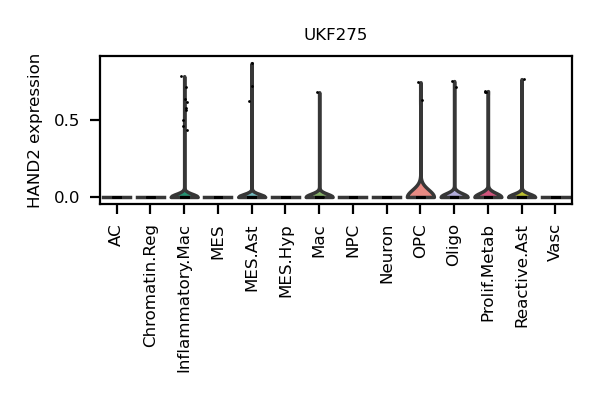 UKF275
HAND2 expression
0.5
0.0
AC
Chromatin.Reg
Inflammatory.Mac
MES
MES.Ast
MES.Hyp
Mac
NPC
Neuron
OPC
Oligo
Prolif.Metab
Reactive.Ast
Vasc